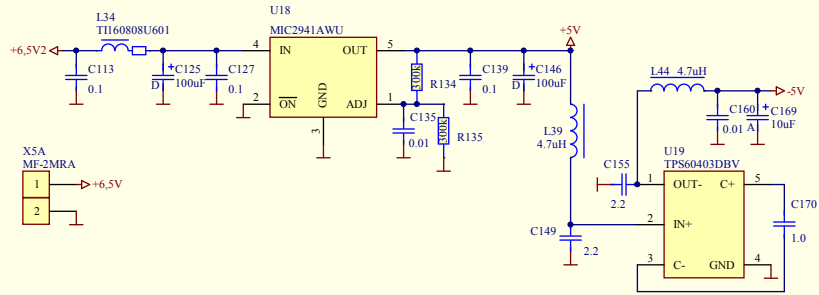 L34
TI160808U601
+6,5V2
C113
0.1
C125
100uF
D
C127
0.1
U18
MIC2941AWU
4
IN
OUT
5
2
ON
GND
ADJ
1
3
300k
R134
C135
0.01
300k
R135
C139
0.1
C146
100uF
D
+5V
L39
4.7uH
L44 4.7uH
-5V
C160
0.01
C169
10uF
A
U19
TPS60403DBV
C155
2.2
1
OUT-
C+
5
2
IN+
3
C-
GND
4
C149
2.2
C170
1.0
X5A
MF-2MRA
1
+6,5V
2